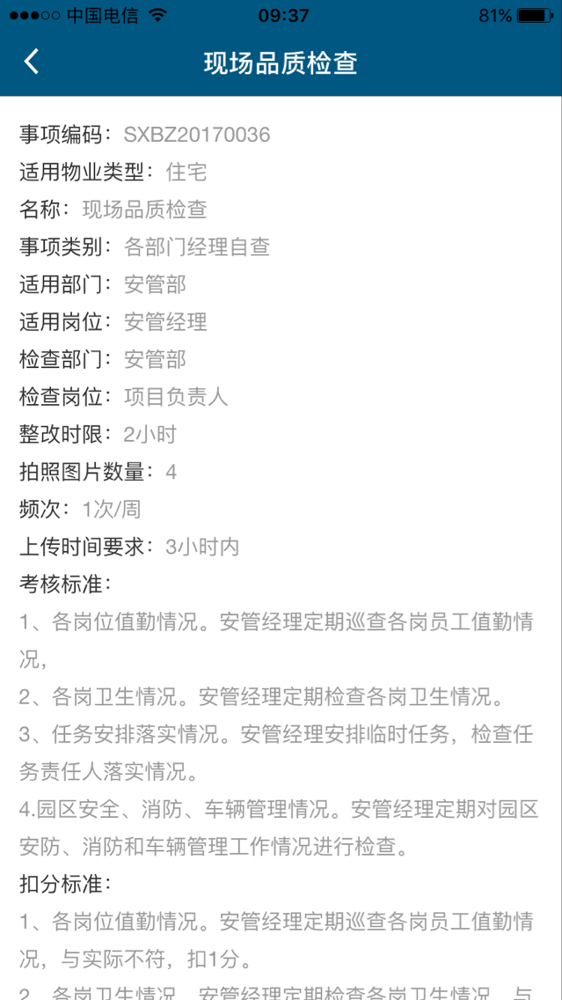 中国电信 09:37 81%
现场品质检查
事项编码：SXBZ20170036
适用物业类型：住宅
名称：现场品质检查
事项类别：各部门经理自查
适用部门：安管部
适用岗位：安管经理
检查部门：安管部
检查岗位：项目负责人
整改时限：2小时
拍照图片数量：4
频次：1次/周
上传时间要求：3小时内
考核标准：
1、各岗位值勤情况。安管经理定期巡查各岗员工值勤情
况，
2、各岗卫生情况。安管经理定期检查各岗卫生情况。
3、任务安排落实情况。安管经理安排临时任务，检查任
务责任人落实情况。
4.园区安全、消防、车辆管理情况。安管经理定期对园区
安防、消防和车辆管理工作情况进行检查。
扣分标准：
1、各岗位值勤情况。安管经理定期巡查各岗员工值勤情
况，与实际不符，扣1分。
2、各岗卫生情况。安管经理定期检查各岗卫生情况，与